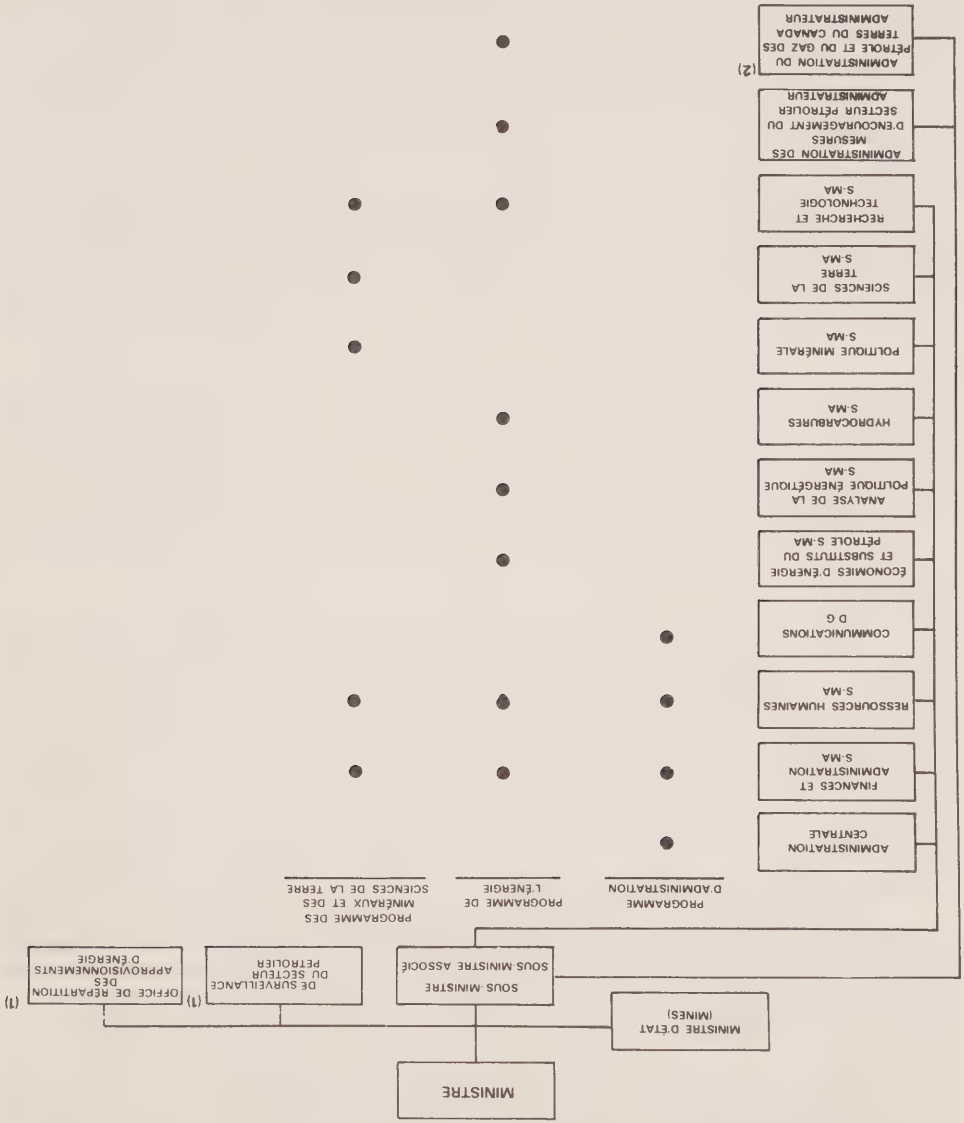 MINISTRE
MINISTRE D'ÉTAT
(MINES)
SOUS-MINISTRE
SOUS-MINISTRE ASSOCIÉ
DE SURVEILLANCE
DU SECTEUR
PÉTROLIER
(1)
OFFICE DE RÉPARTITION
DES
APPROVISIONNEMENTS
D'ÉNERGIE
(1)
PROGRAMME
D'ADMINISTRATION
PROGRAMME DE
L'ÉNERGIE
PROGRAMME DES
MINÉRAUX ET DES
SCIENCES DE LA TERRE
ADMINISTRATION
CENTRALE
FINANCES ET
ADMINISTRATION
S-MA
RESSOURCES HUMAINES
S-MA
COMMUNICATIONS
D G
ÉCONOMIES D'ÉNERGIE
ET SUBSTITUTS DU
PÉTROLE S-MA
ANALYSE DE LA
POLITIQUE ÉNERGÉTIQUE
S-MA
HYDROCARBURES
S-MA
POLITIQUE MINÉRALE
S-MA
SCIENCES DE LA
TERRE
S-MA
RECHERCHE ET
TECHNOLOGIE
S-MA
ADMINISTRATION DES
MESURES
D'ENCOURAGEMENT DU
SECTEUR PÉTROLIER
ADMINISTRATEUR
ADMINISTRATION DU
PÉTROLE ET DU GAZ DES
TERRES DU CANADA
ADMINISTRATEUR
(2)